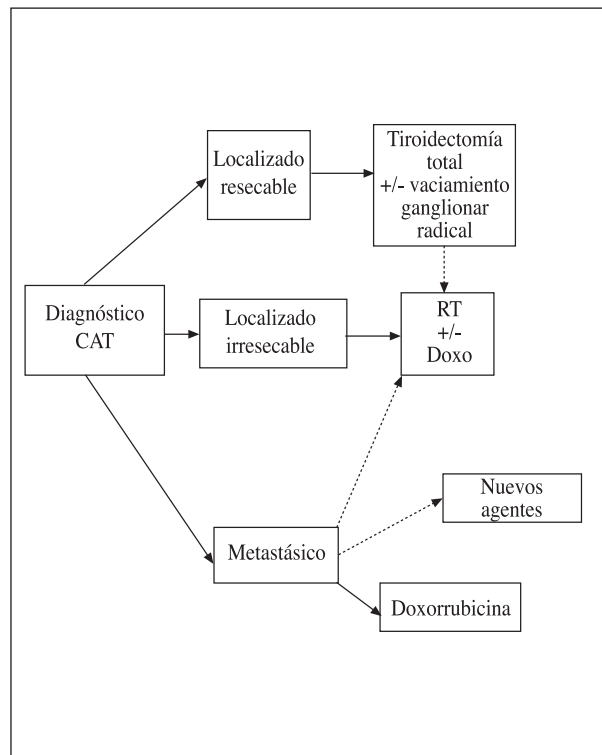 Localizado
resecable
Tiroidectomía
total
+/- vaciamiento
ganglionar
radical
Diagnóstico
CAT
Localizado
irresecable
RT
+/-
Doxo
Metastásico
Nuevos
agentes
Doxorrubicina